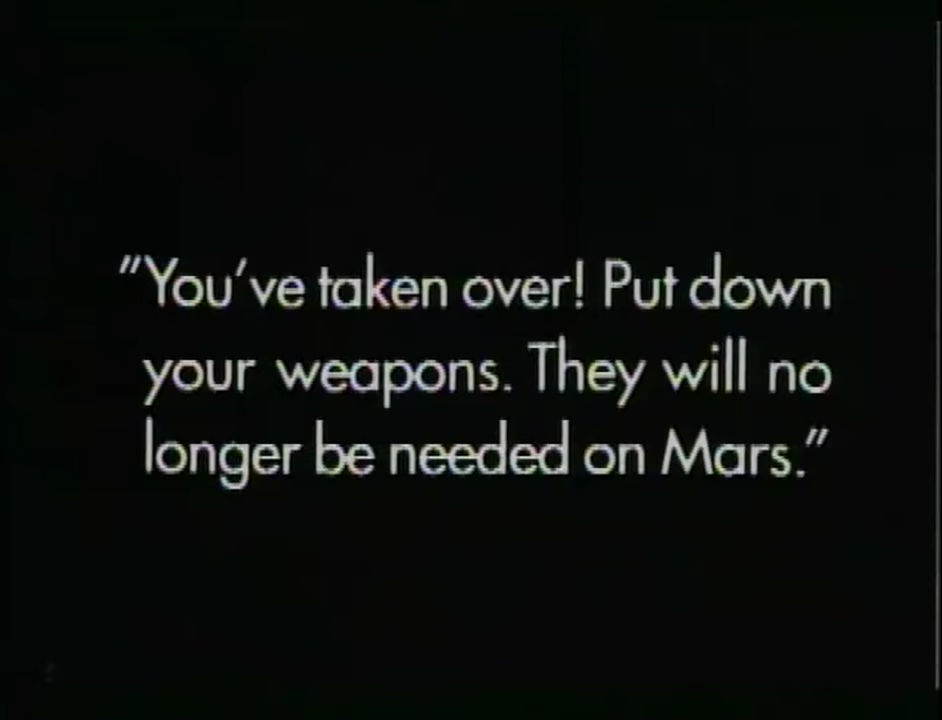 "You've taken over! Put down
your weapons. They will no
longer be needed on Mars."